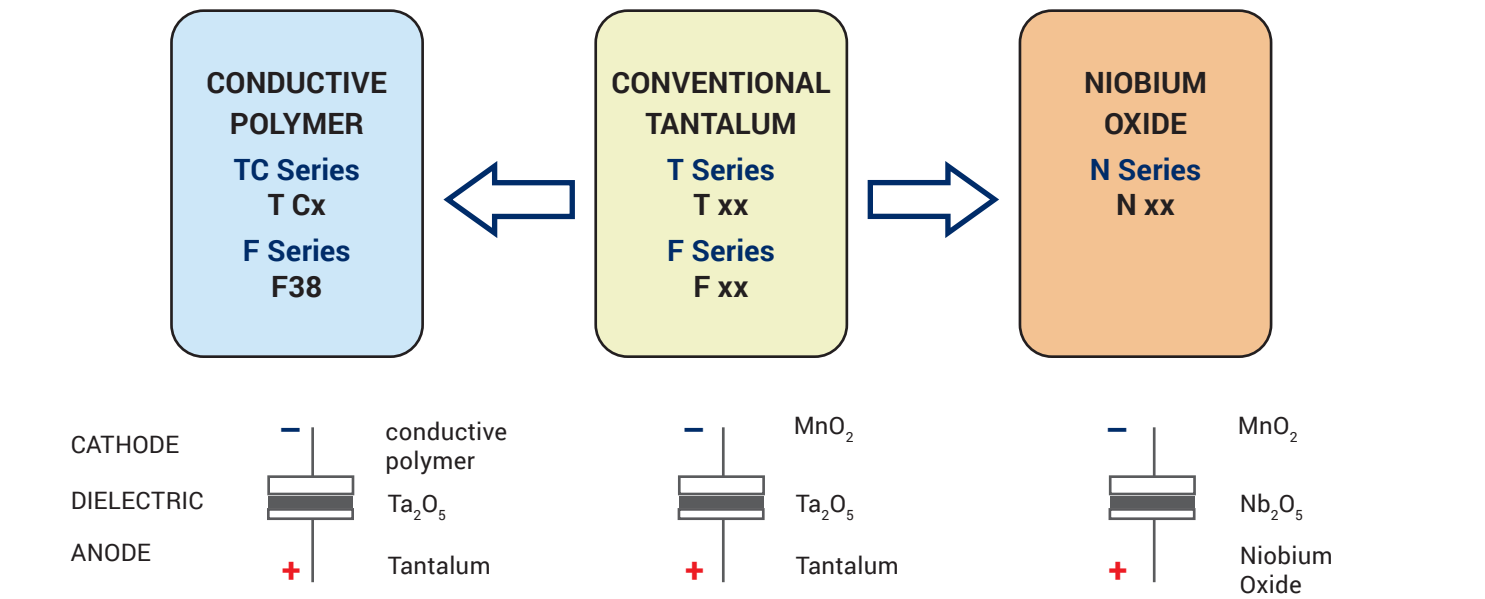 CONDUCTIVE
POLYMER
TC Series
T Cx
F Series
F38
CONVENTIONAL
TANTALUM
T Series
T xx
F Series
F xx
NIOBIUM
OXIDE
N Series
N xx
CATHODE
DIELECTRIC
ANODE
−
conductive
polymer
Ta₂O₅
+
Tantalum
−
MnO₂
Ta₂O₅
+
Tantalum
−
MnO₂
Nb₂O₅
+
Niobium
Oxide